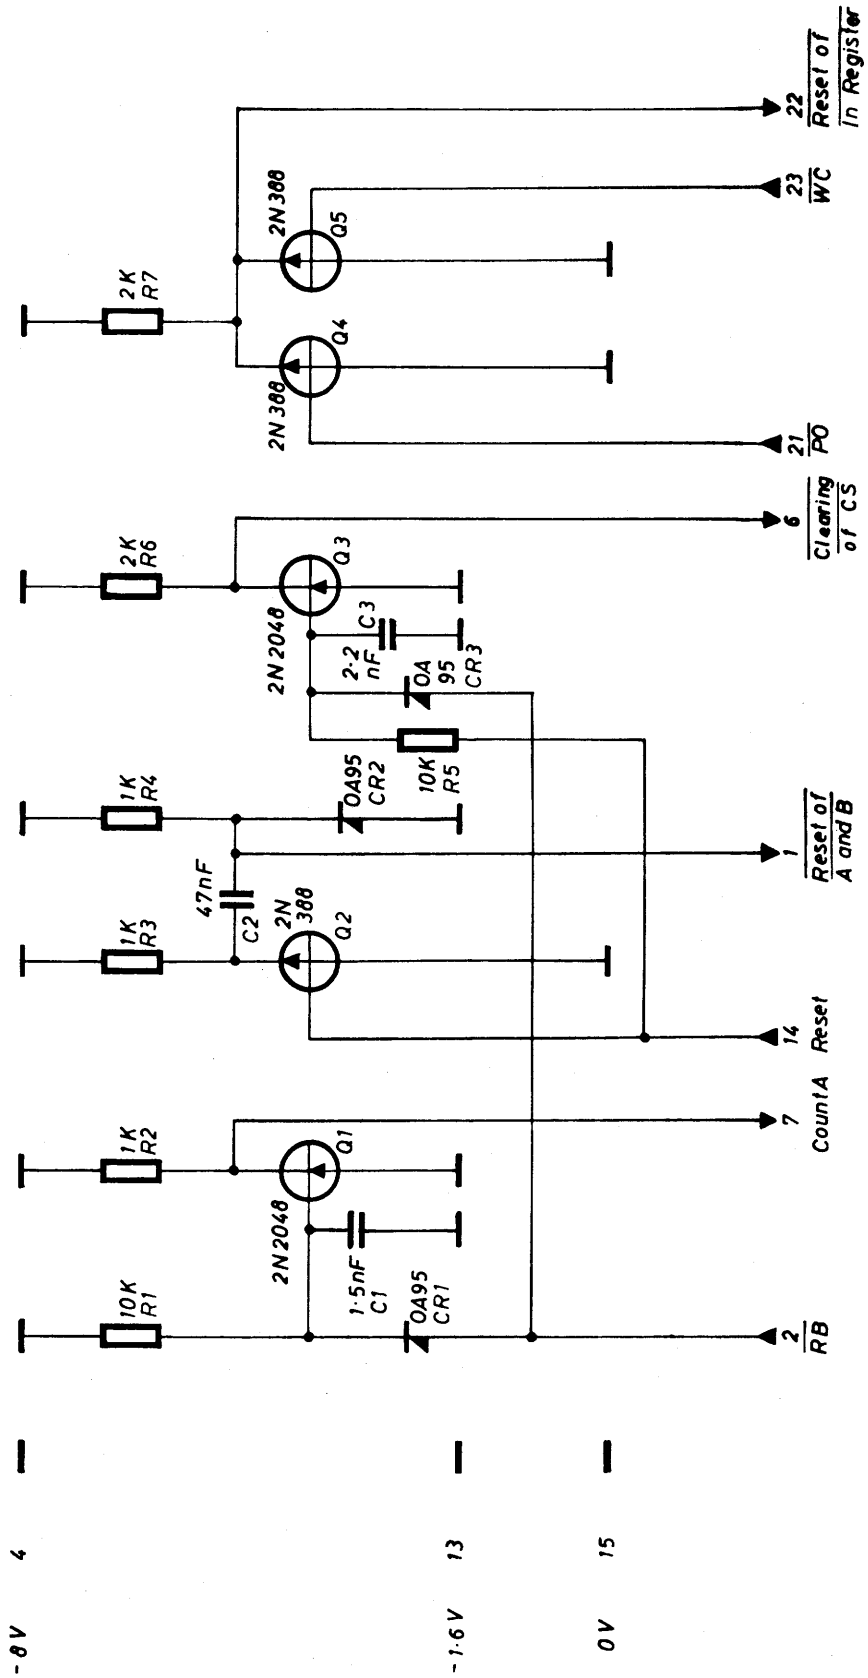 -8V 4
-1.6V 13
0V 15
10K
R1
1K
R2
1K
R3
1K
R4
2K
R6
2K
R7
2N2048
Q1
1.5nF
C1
OA95
CR1
47nF
C2
2N
388
Q2
OA95
CR2
10K
R5
2N2048
Q3
2.2
nF
C3
OA
95
CR3
2N388
Q4
2N388
Q5
2
RB
7
Count A
14
Reset
1
Reset of
A and B
6
Clearing
of CS
21
PO
23
WC
22
Reset of
In Register